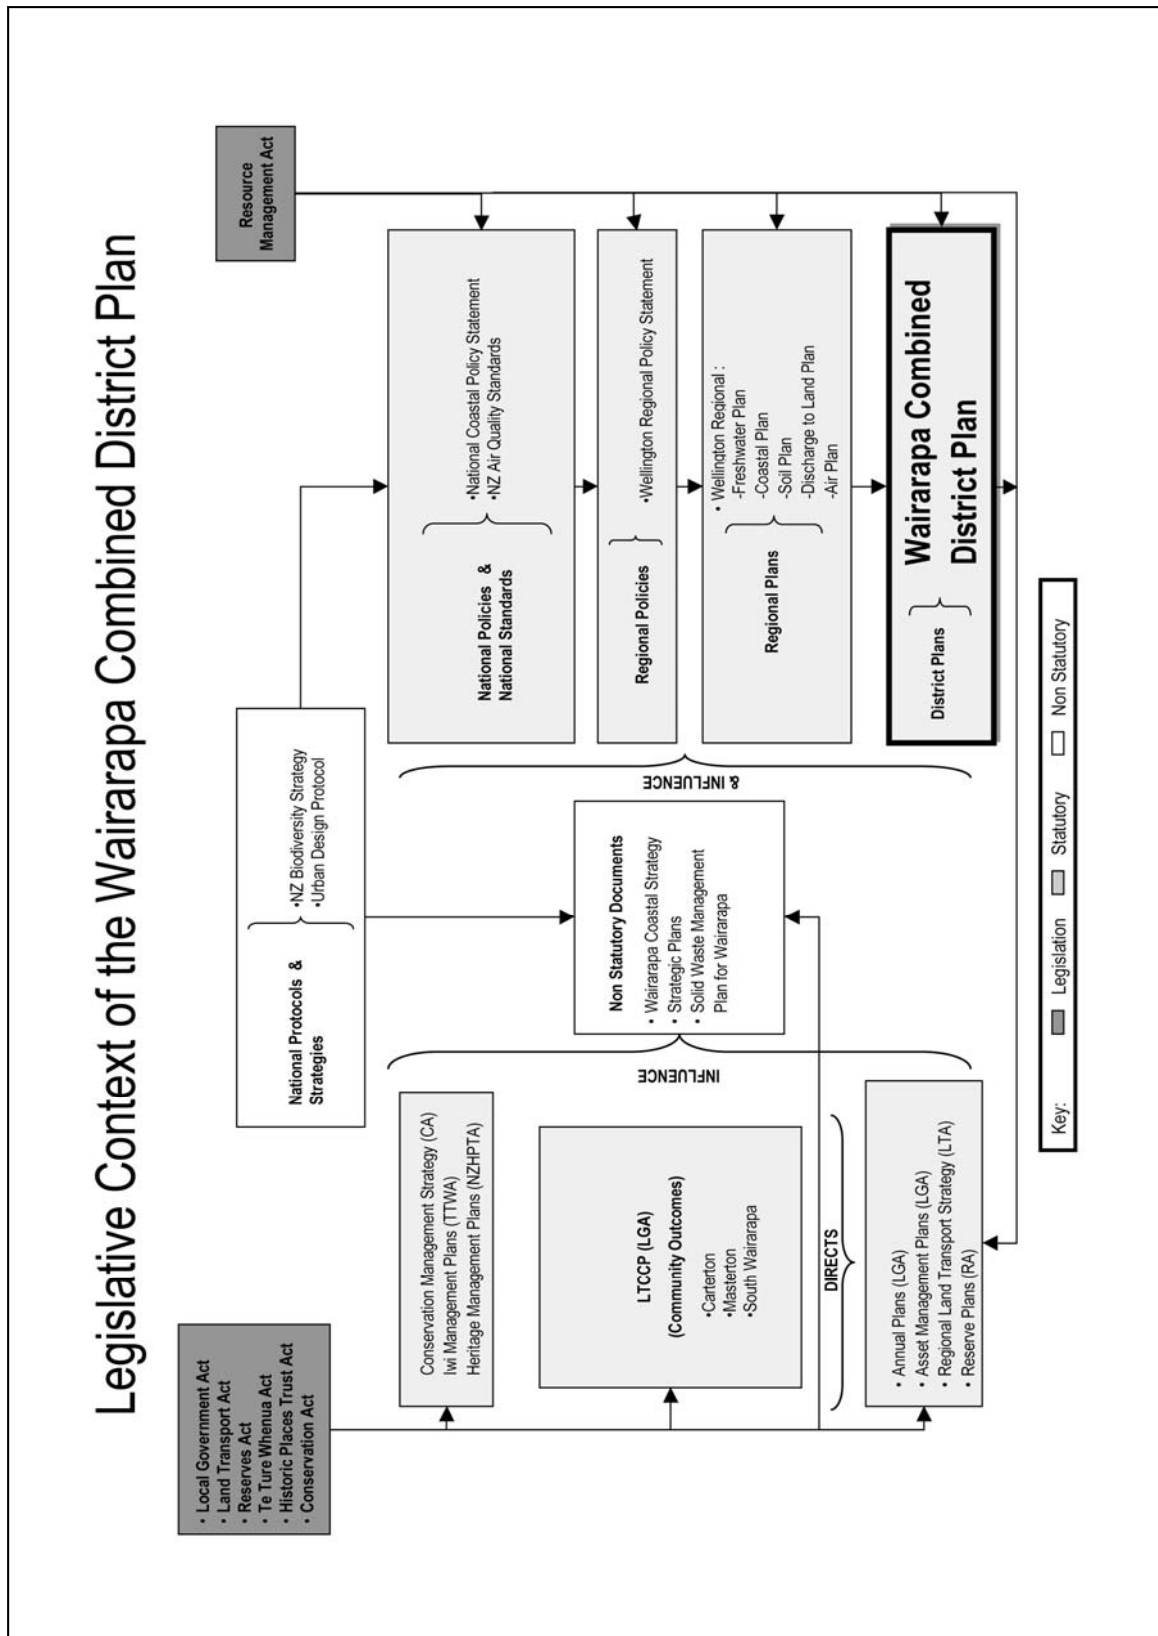 Legislative Context of the Wairarapa Combined District Plan
• Local Government Act
• Land Transport Act
• Reserves Act
• Te Ture Whenua Act
• Historic Places Trust Act
• Conservation Act
National Protocols &
Strategies
•NZ Biodiversity Strategy
•Urban Design Protocol
Resource
Management Act
Conservation Management Strategy (CA)
Iwi Management Plans (TTWA)
Heritage Management Plans (NZHPTA)
LTCCP (LGA)
(Community Outcomes)
•Carterton
•Masterton
•South Wairarapa
DIRECTS
• Annual Plans (LGA)
• Asset Management Plans (LGA)
• Regional Land Transport Strategy (LTA)
• Reserve Plans (RA)
INFLUENCE
Non Statutory Documents
• Wairarapa Coastal Strategy
• Strategic Plans
• Solid Waste Management
Plan for Wairarapa
& INFLUENCE
National Policies &
National Standards
•National Coastal Policy Statement
•NZ Air Quality Standards
Regional Policies
•Wellington Regional Policy Statement
Regional Plans
• Wellington Regional :
-Freshwater Plan
-Coastal Plan
-Soil Plan
-Discharge to Land Plan
-Air Plan
District Plans
Wairarapa Combined
District Plan
Key:
Legislation
Statutory
Non Statutory